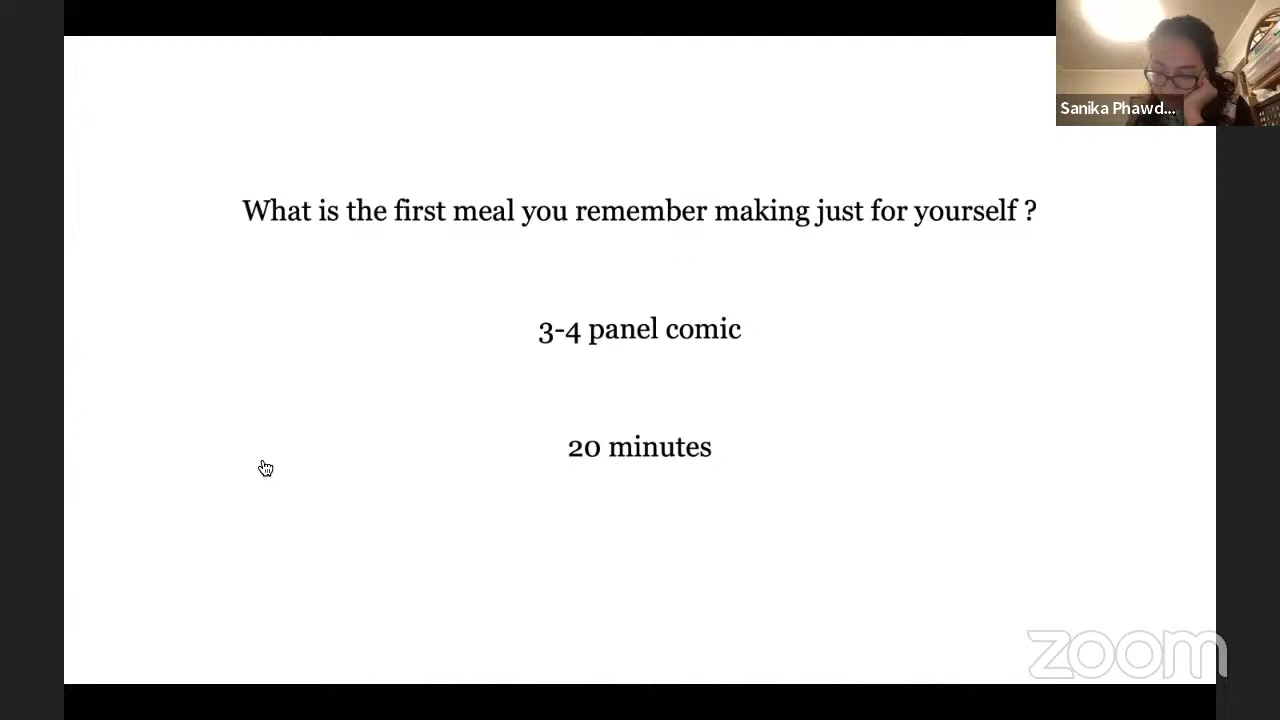 Sanika Phawd...
What is the first meal you remember making just for yourself ?
3-4 panel comic
20 minutes
zoom